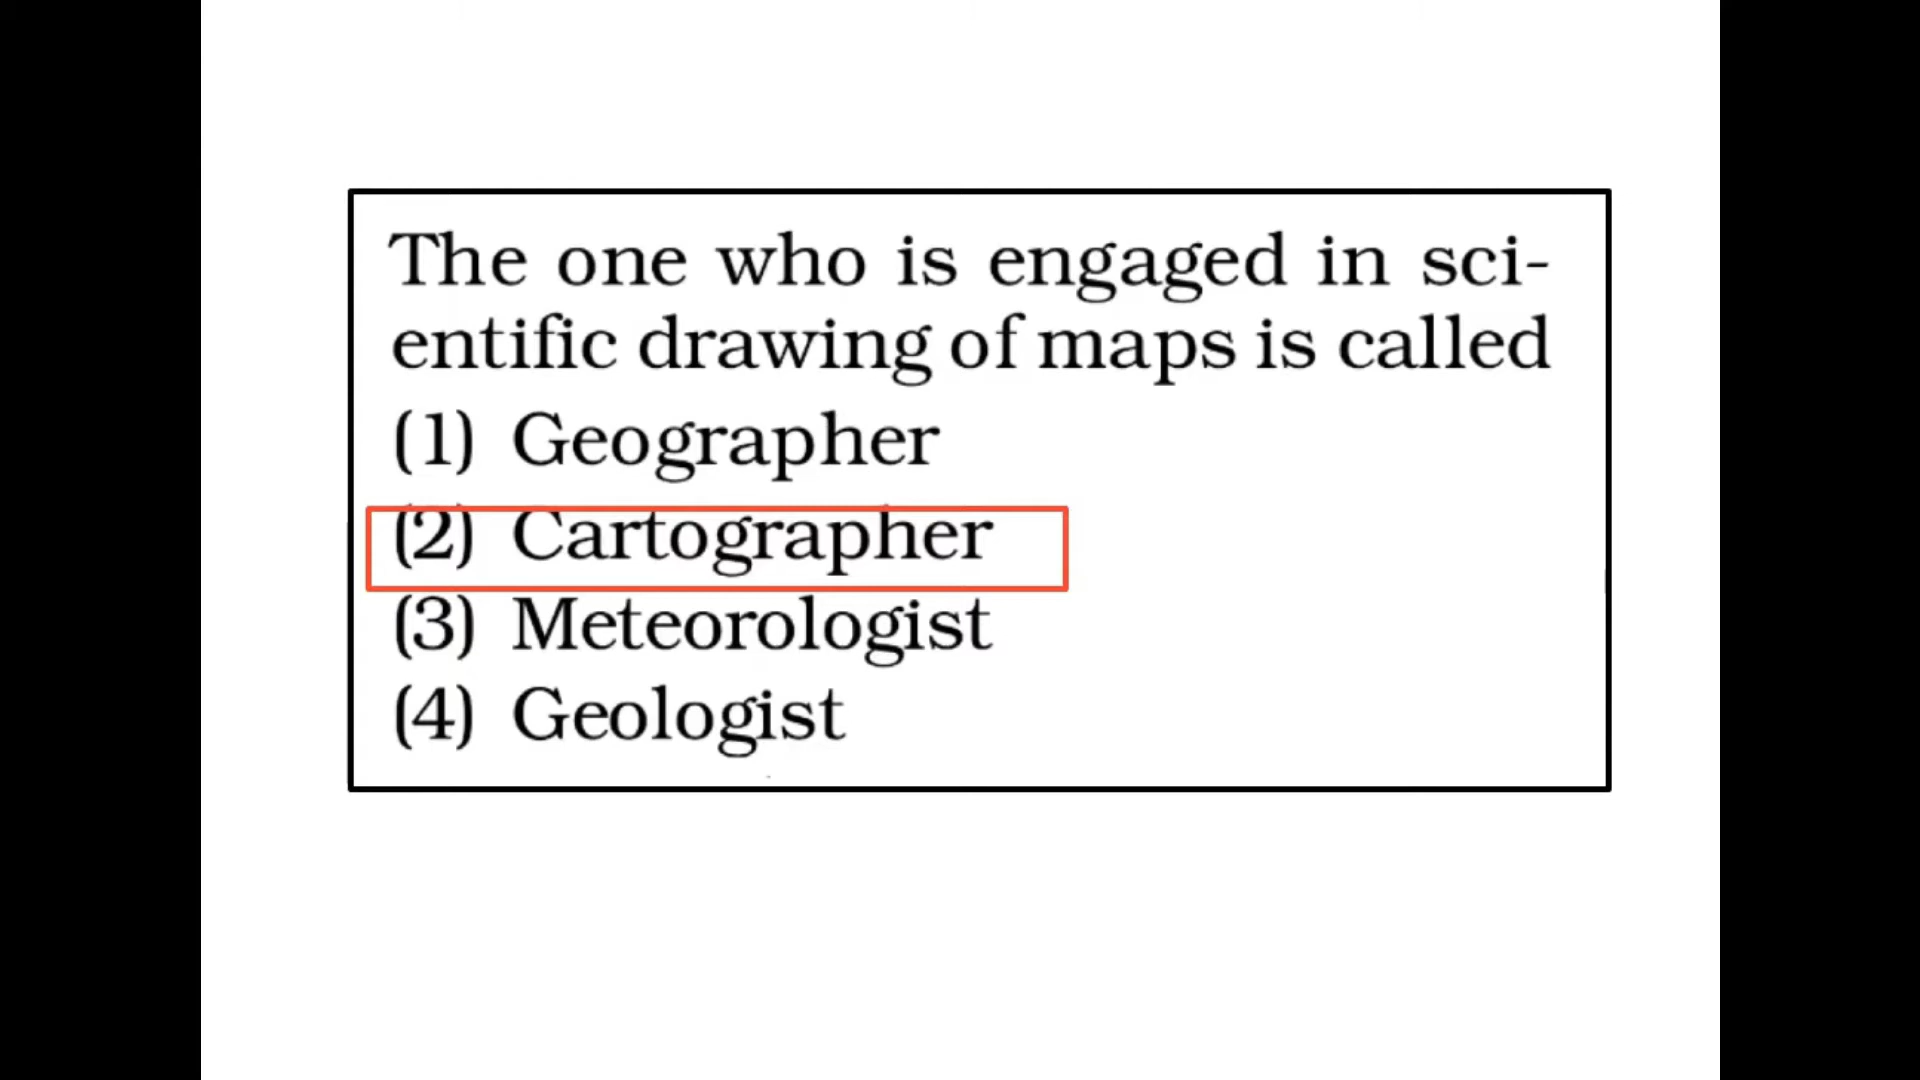 The one who is engaged in sci-
entific drawing of maps is called
(1) Geographer
(2) Cartographer
(3) Meteorologist
(4) Geologist